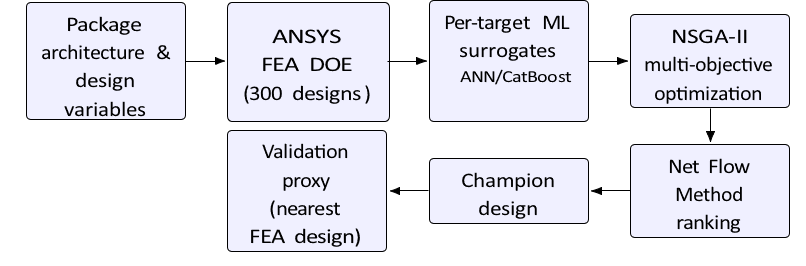 Package
architecture &
design
variables
ANSYS
FEA DOE
(300 designs)
Per-target ML
surrogates
ANN/CatBoost
NSGA-II
multi-objective
optimization
Net Flow
Method
ranking
Champion
design
Validation
proxy
(nearest
FEA design)